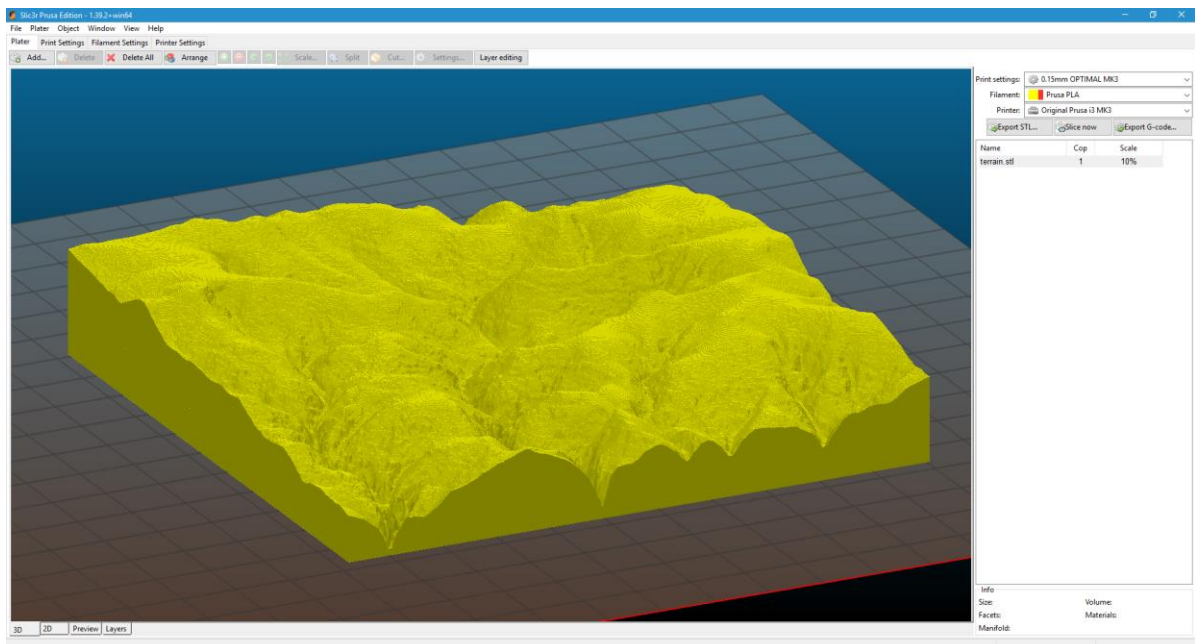 Slic3r Prusa Edition - 1.39.2+win64
File Plater Object Window View Help
Plater Print Settings Filament Settings Printer Settings
Add... Delete Delete All Arrange Scale... Split Cut... Settings... Layer editing
Print settings: 0.15mm OPTIMAL MK3
Filament: Prusa PLA
Printer: Original Prusa i3 MK3
Export STL... Slice now Export G-code...
Name Cop Scale
terrain.stl 1 10%
Info
Size: Volume:
Facets: Materials:
Manifold:
3D 2D Preview Layers